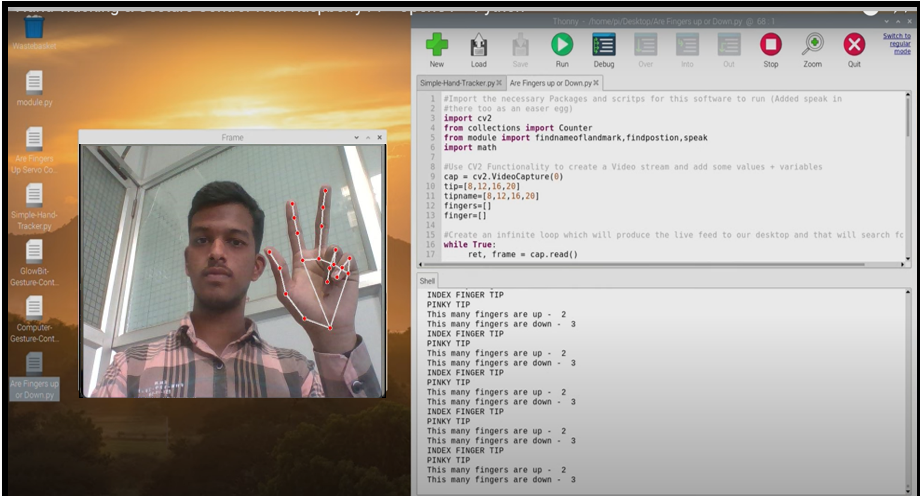 Hand Tracking & Gesture Control with Raspberry Pi + OpenCV + Python
Wastebasket
module.py
Are Fingers
Up Servo Co...
Simple-Hand-
Tracker.py
GlowBit-
Gesture-Cont...
Computer-
Gesture-Cont...
Are Fingers up
or Down.py
Frame
Thonny - /home/pi/Desktop/Are Fingers up or Down.py @ 68 : 1
New
Load
Save
Run
Debug
Over
Into
Out
Stop
Zoom
Quit
Switch to
regular
mode
Simple-Hand-Tracker.py
Are Fingers up or Down.py
1 #Import the necessary Packages and scritps for this software to run (Added speak in
2 #there too as an easer egg)
3 import cv2
4 from collections import Counter
5 from module import findnameoflandmark,findpostion,speak
6 import math
7
8 #Use CV2 Functionality to create a Video stream and add some values + variables
9 cap = cv2.VideoCapture(0)
10 tip=[8,12,16,20]
11 tipname=[8,12,16,20]
12 fingers=[]
13 finger=[]
14
15 #Create an infinite loop which will produce the live feed to our desktop and that will search fo
16 while True:
17 ret, frame = cap.read()
Shell
INDEX FINGER TIP
PINKY TIP
This many fingers are up - 2
This many fingers are down - 3
INDEX FINGER TIP
PINKY TIP
This many fingers are up - 2
This many fingers are down - 3
INDEX FINGER TIP
PINKY TIP
This many fingers are up - 2
This many fingers are down - 3
INDEX FINGER TIP
PINKY TIP
This many fingers are up - 2
This many fingers are down - 3
INDEX FINGER TIP
PINKY TIP
This many fingers are up - 2
This many fingers are down - 3